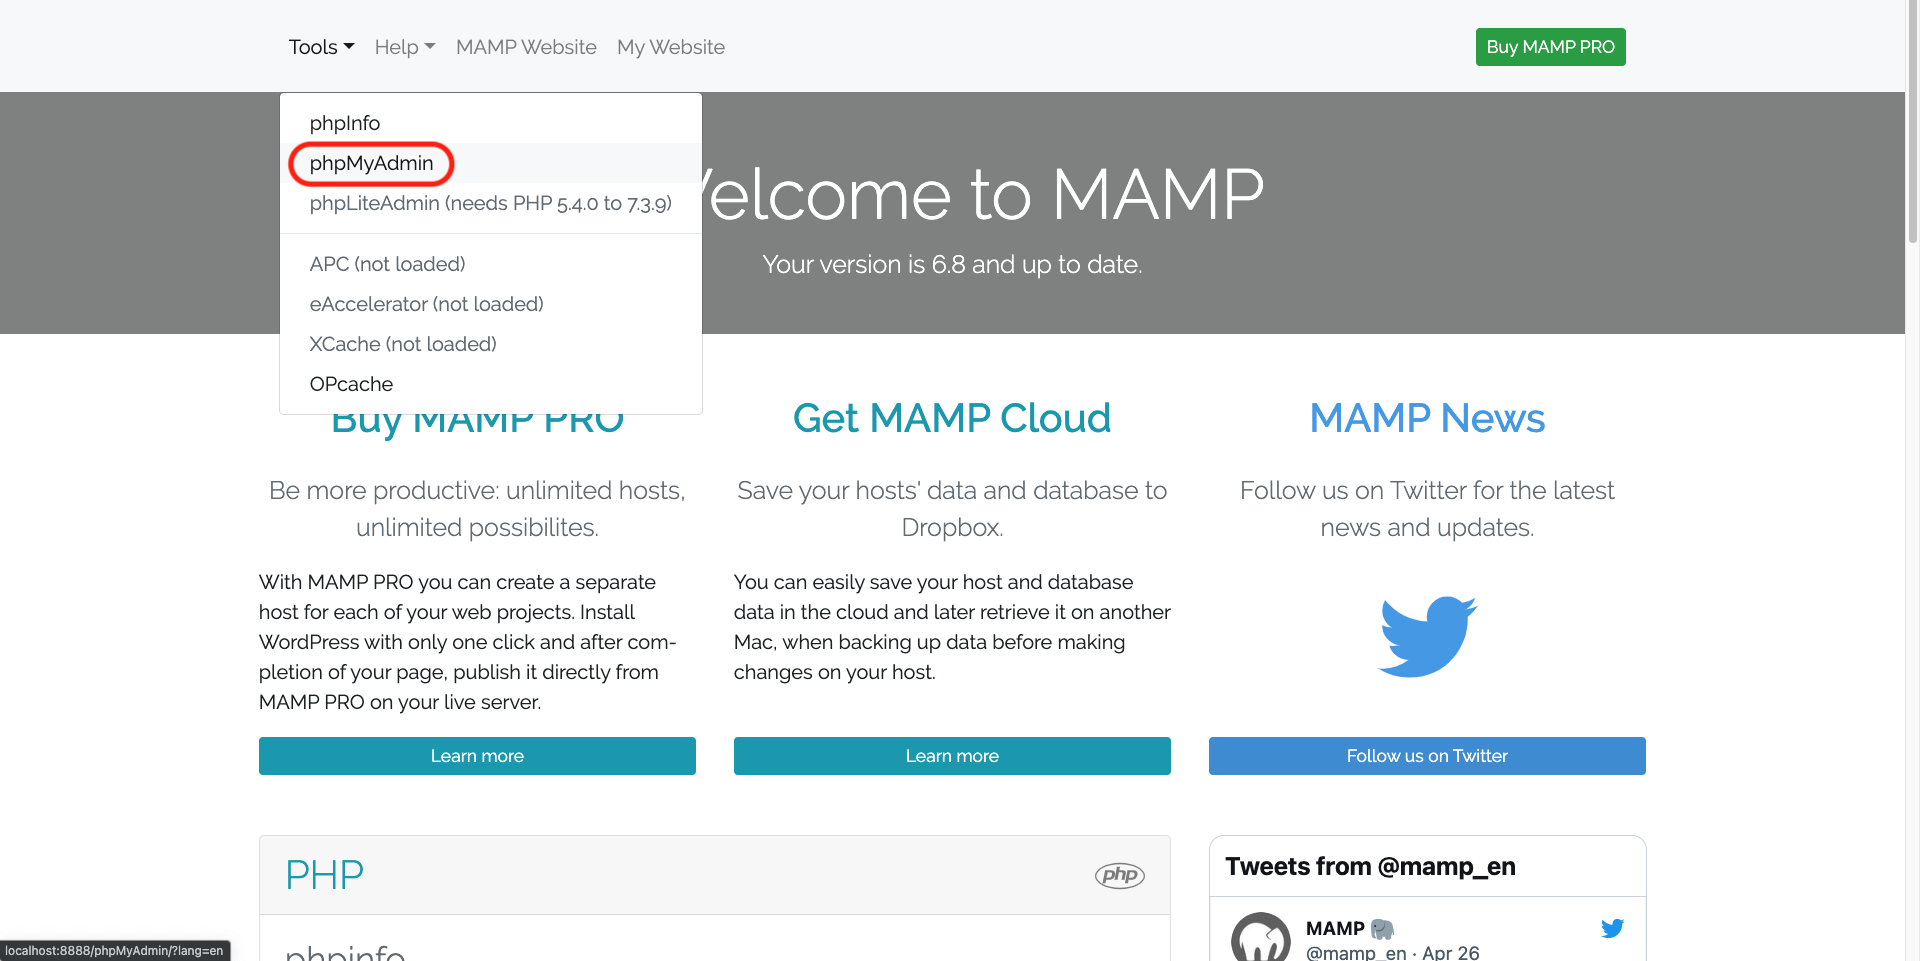 Tools Help MAMP Website My Website Buy MAMP PRO
phpInfo
phpMyAdmin
phpLiteAdmin (needs PHP 5.4.0 to 7.3.9)
APC (not loaded)
eAccelerator (not loaded)
XCache (not loaded)
OPcache
Welcome to MAMP
Your version is 6.8 and up to date.
Buy MAMP PRO
Be more productive: unlimited hosts,
unlimited possibilites.
With MAMP PRO you can create a separate
host for each of your web projects. Install
WordPress with only one click and after com-
pletion of your page, publish it directly from
MAMP PRO on your live server.
Learn more
Get MAMP Cloud
Save your hosts' data and database to
Dropbox.
You can easily save your host and database
data in the cloud and later retrieve it on another
Mac, when backing up data before making
changes on your host.
Learn more
MAMP News
Follow us on Twitter for the latest
news and updates.
Follow us on Twitter
PHP
php
phpinfo
Tweets from @mamp_en
MAMP
@mamp_en · Apr 26
localhost:8888/phpMyAdmin/?lang=en